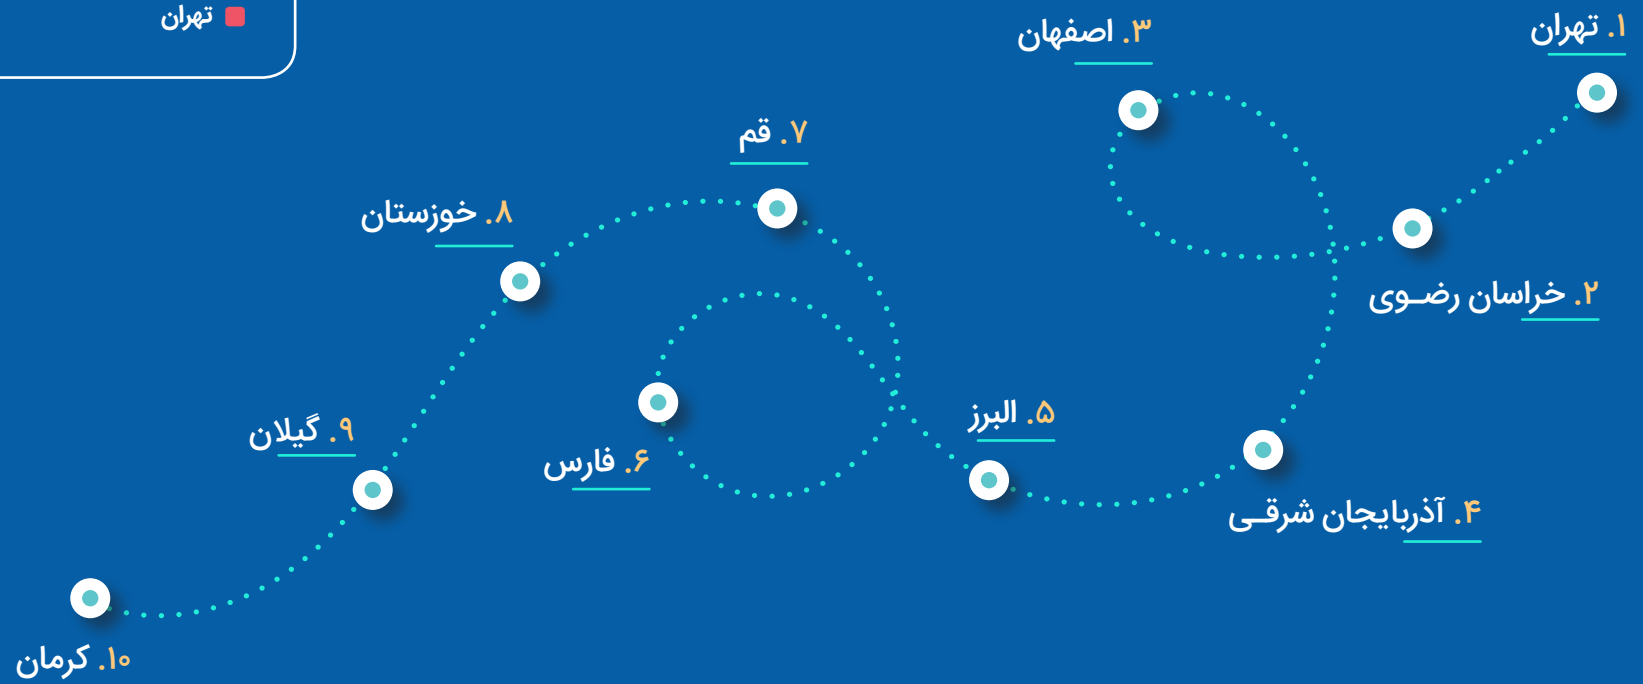 تهران
۱. تهران
۲. خراسان رضـوی
۳. اصفهان
۴. آذربایجان شرقـی
۵. البرز
۶. فارس
۷. قم
۸. خوزستان
۹. گیلان
۱۰. کرمان